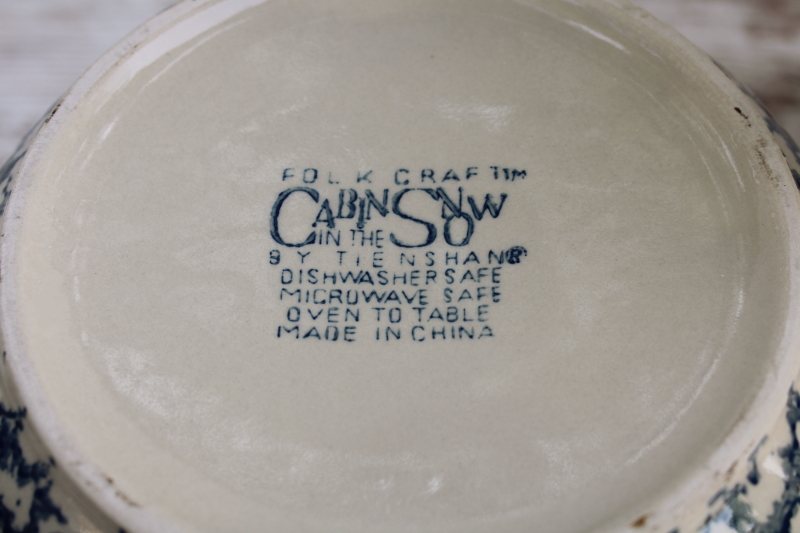 FOLK CRAFT™
CABIN IN THE SNOW
BY TIENSHAN®
DISHWASHER SAFE
MICROWAVE SAFE
OVEN TO TABLE
MADE IN CHINA